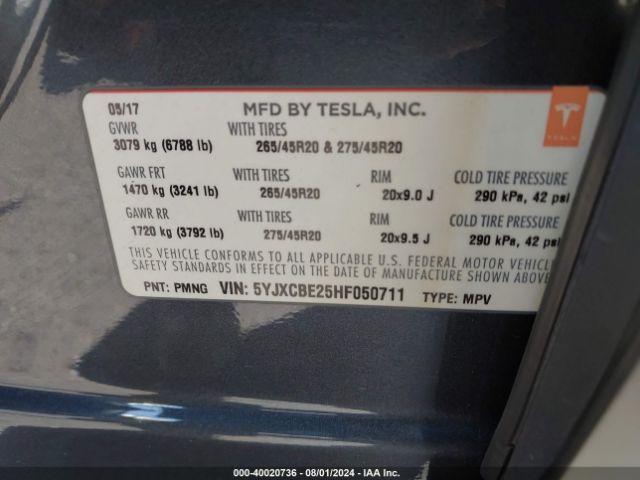 05/17 MFD BY TESLA, INC.
GVWR WITH TIRES
3079 kg (6788 lb) 265/45R20 & 275/45R20
GAWR FRT WITH TIRES RIM COLD TIRE PRESSURE
1470 kg (3241 lb) 265/45R20 20x9.0 J 290 kPa, 42 psi
GAWR RR WITH TIRES RIM COLD TIRE PRESSURE
1720 kg (3792 lb) 275/45R20 20x9.5 J 290 kPa, 42 psi
THIS VEHICLE CONFORMS TO ALL APPLICABLE U.S. FEDERAL MOTOR VEHICLE
SAFETY STANDARDS IN EFFECT ON THE DATE OF MANUFACTURE SHOWN ABOVE
PNT: PMNG VIN: 5YJXCBE25HF050711 TYPE: MPV
TESLA
000-40020736 - 08/01/2024 - IAA Inc.